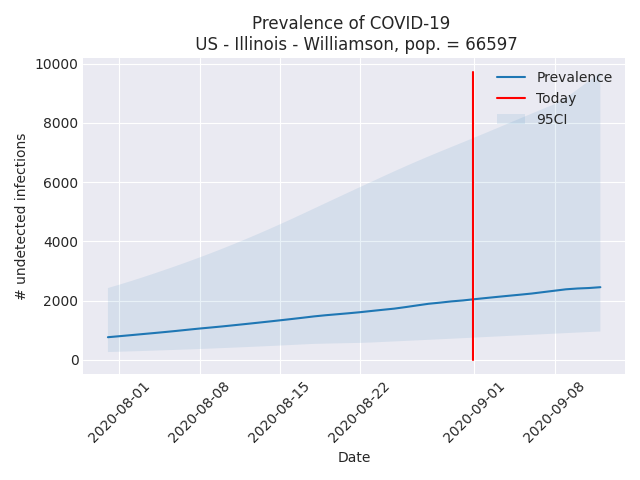 Prevalence of COVID-19
US - Illinois - Williamson, pop. = 66597
# undetected infections
10000
8000
6000
4000
2000
0
Prevalence
Today
95CI
2020-08-01
2020-08-08
2020-08-15
2020-08-22
2020-09-01
2020-09-08
Date